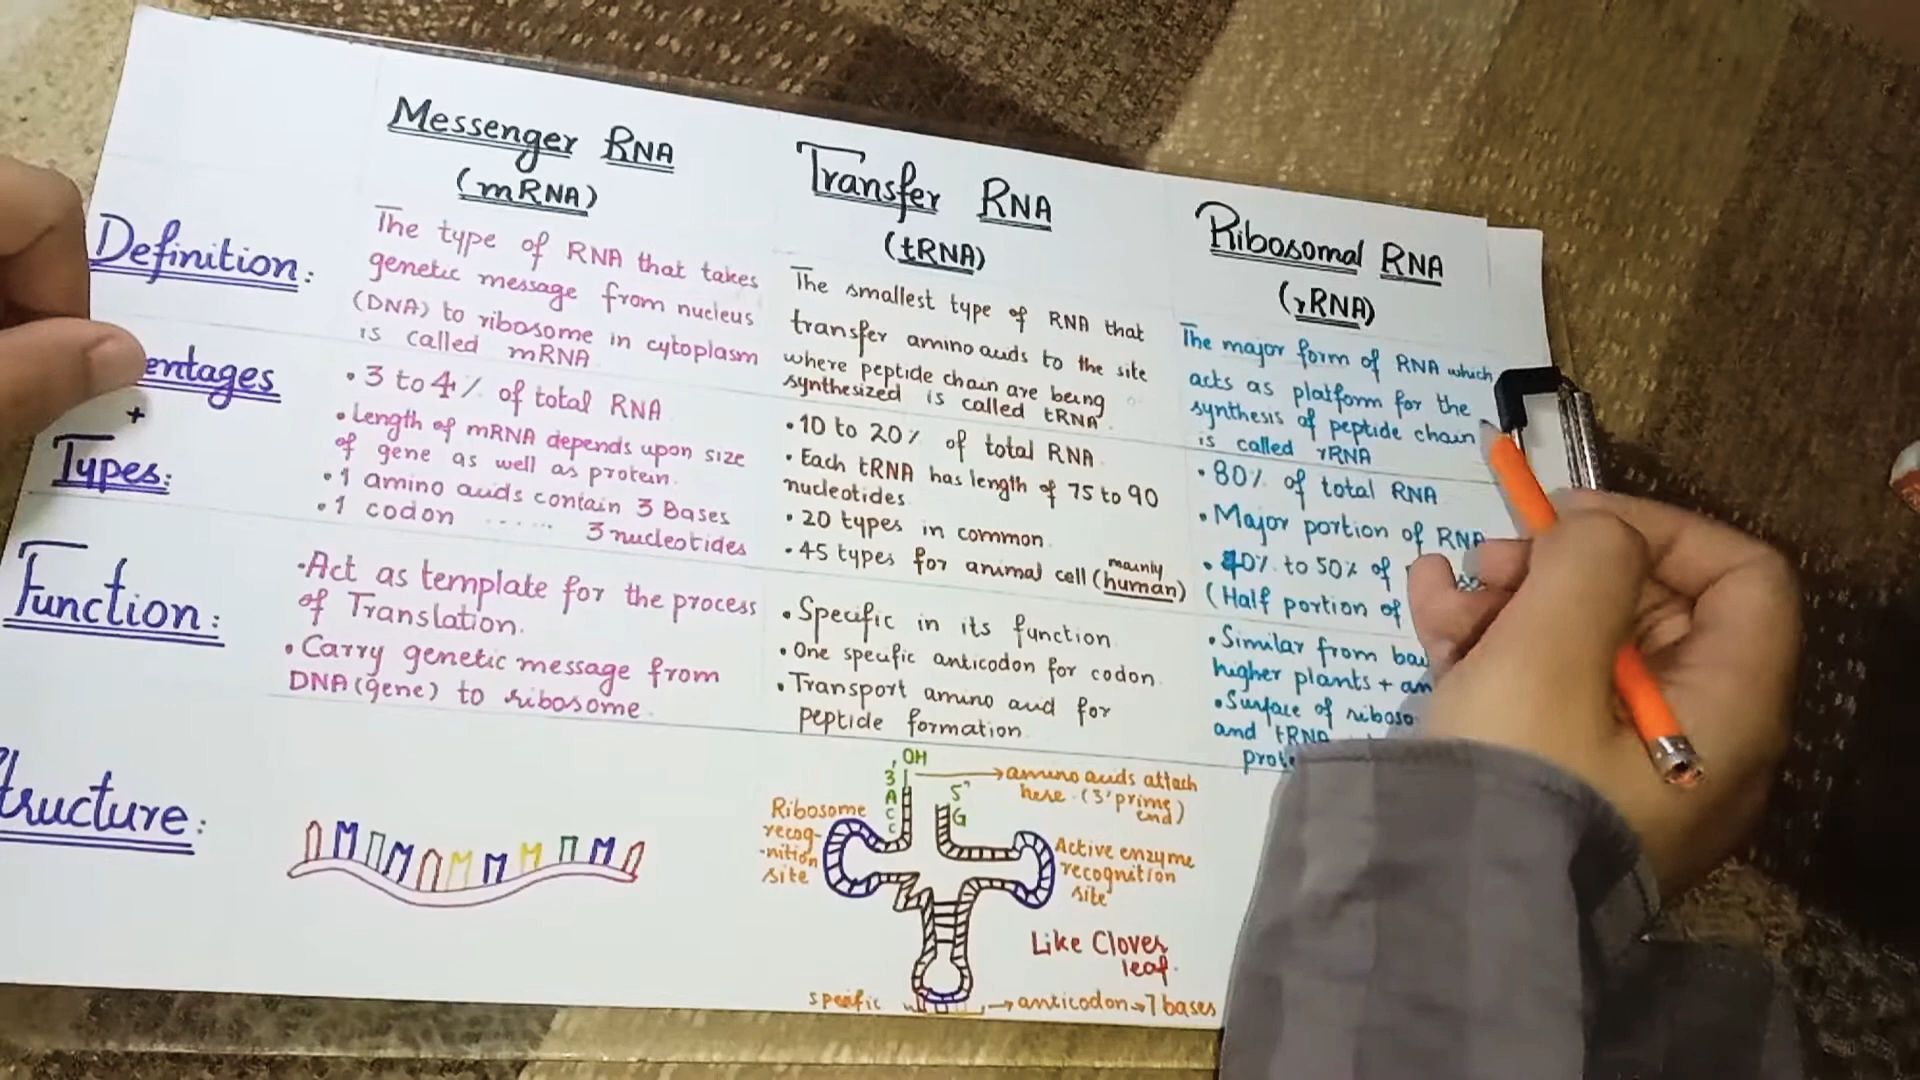 Messenger RNA
(mRNA)
Transfer RNA
(tRNA)
Ribosomal RNA
(rRNA)
Definition:
The type of RNA that takes
genetic message from nucleus
(DNA) to ribosome in cytoplasm
is called mRNA
The smallest type of RNA that
transfer amino acids to the site
where peptide chain are being
synthesized is called tRNA.
The major form of RNA which
acts as platform for the
synthesis of peptide chain
is called rRNA
entages
+
Types:
• 3 to 4% of total RNA
• Length of mRNA depends upon size
of gene as well as protein.
• 1 amino acids contain 3 Bases
• 1 codon ...... 3 nucleotides
• 10 to 20% of total RNA
• Each tRNA has length of 75 to 90
nucleotides
• 20 types in common
• 45 types for animal cell (mainly human)
• 80% of total RNA
• Major portion of RNA
• 40% to 50% of
(Half portion of
Function:
• Act as template for the process
of Translation.
• Carry genetic message from
DNA (gene) to ribosome.
• Specific in its function
• One specific anticodon for codon.
• Transport amino acid for
peptide formation
• Similar from bac
higher plants + an
• Surface of riboso
and tRNA
prote
tructure:
OH
3'
A
C
C
5'
G
→ amino acids attach
here. (3' prime
end)
Ribosome
recog-
-nition
site
Active enzyme
recognition
site
Like Clover
leaf.
specific
→ anticodon → 7 bases